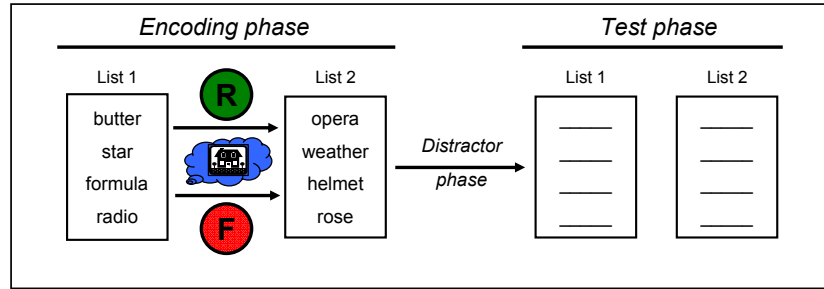 Encoding phase
Test phase
List 1
R
List 2
List 1
List 2
butter
star
formula
radio
F
opera
weather
helmet
rose
Distractor
phase